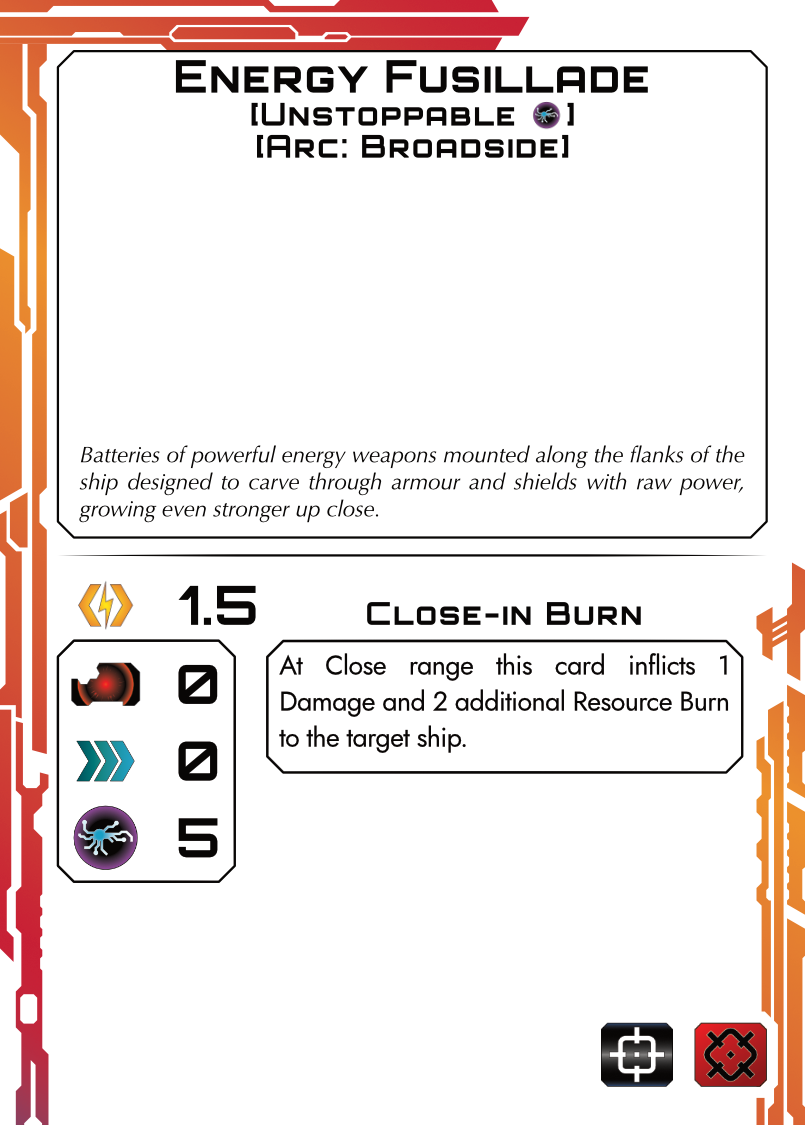 Energy Fusillade
[Unstoppable ]
[Arc: Broadside]
Batteries of powerful energy weapons mounted along the flanks of the
ship designed to carve through armour and shields with raw power,
growing even stronger up close.
1.5
Close-in Burn
0
At Close range this card inflicts 1
Damage and 2 additional Resource Burn
to the target ship.
0
5